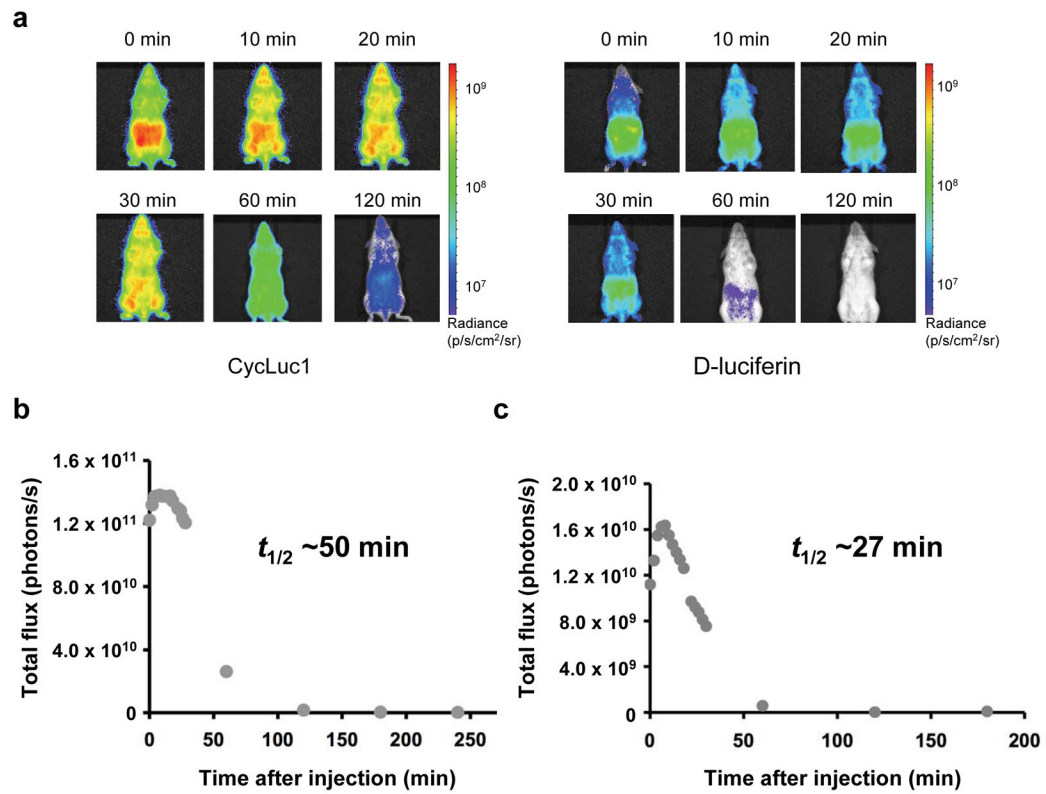 a
0 min 10 min 20 min
10⁹
10⁸
10⁷
30 min 60 min 120 min
Radiance
(p/s/cm²/sr)
CycLuc1
0 min 10 min 20 min
10⁹
10⁸
10⁷
30 min 60 min 120 min
Radiance
(p/s/cm²/sr)
D-luciferin
b
Total flux (photons/s)
1.6 x 10¹¹
1.2 x 10¹¹
8.0 x 10¹⁰
4.0 x 10¹⁰
0
t1/2 ~50 min
0 50 100 150 200 250
Time after injection (min)
c
Total flux (photons/s)
2.0 x 10¹⁰
1.6 x 10¹⁰
1.2 x 10¹⁰
8.0 x 10⁹
4.0 x 10⁹
0
t1/2 ~27 min
0 50 100 150 200
Time after injection (min)